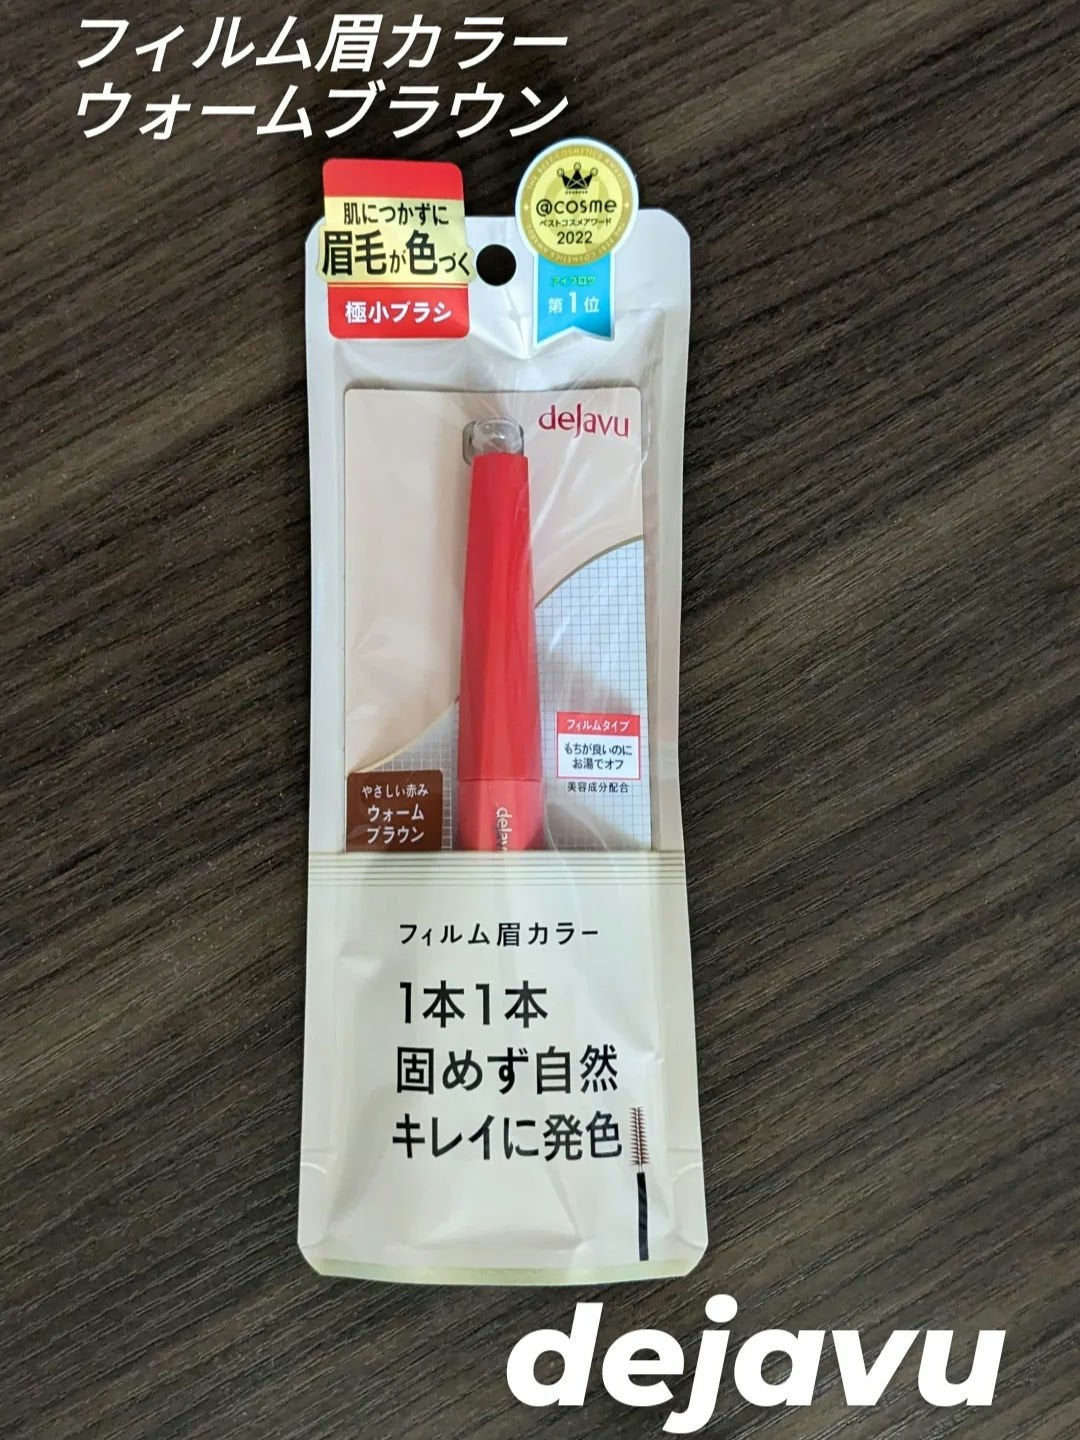 フィルム眉カラー
ウォームブラウン
肌につかずに
眉毛が色づく
極小ブラシ
@cosme
ベストコスメアワード
2022
アイブロウ
第1位
dejavu
フィルムタイプ
もちが良いのに
お湯でオフ
美容成分配合
やさしい赤み
ウォーム
ブラウン
フィルム眉カラー
1本1本
固めず自然
キレイに発色
dejavu